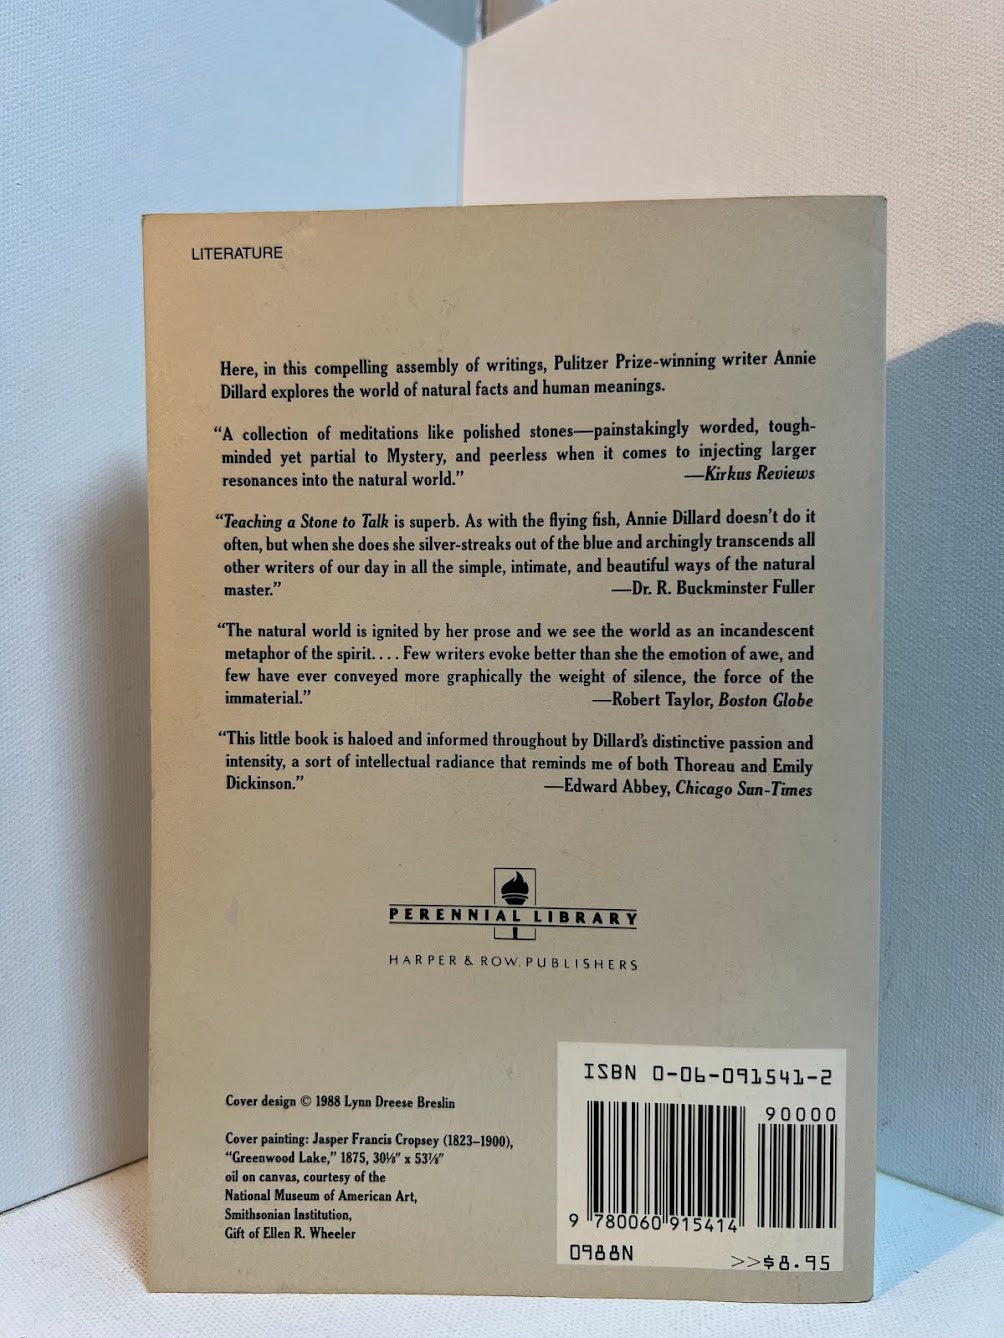 LITERATURE
Here, in this compelling assembly of writings, Pulitzer Prize-winning writer Annie
Dillard explores the world of natural facts and human meanings.
“A collection of meditations like polished stones—painstakingly worded, tough-
minded yet partial to Mystery, and peerless when it comes to injecting larger
resonances into the natural world.” —Kirkus Reviews
“Teaching a Stone to Talk is superb. As with the flying fish, Annie Dillard doesn’t do it
often, but when she does she silver-streaks out of the blue and archingly transcends all
other writers of our day in all the simple, intimate, and beautiful ways of the natural
master.” —Dr. R. Buckminster Fuller
“The natural world is ignited by her prose and we see the world as an incandescent
metaphor of the spirit. . . . Few writers evoke better than she the emotion of awe, and
few have ever conveyed more graphically the weight of silence, the force of the
immaterial.” —Robert Taylor, Boston Globe
“This little book is haloed and informed throughout by Dillard’s distinctive passion and
intensity, a sort of intellectual radiance that reminds me of both Thoreau and Emily
Dickinson.” —Edward Abbey, Chicago Sun-Times
PERENNIAL LIBRARY
HARPER & ROW, PUBLISHERS
Cover design © 1988 Lynn Dreese Breslin
Cover painting: Jasper Francis Cropsey (1823–1900),
“Greenwood Lake,” 1875, 30⅛″ x 53⅞″
oil on canvas, courtesy of the
National Museum of American Art,
Smithsonian Institution,
Gift of Ellen R. Wheeler
ISBN 0-06-091541-2
90000
9 780060 915414
0988N >>$8.95